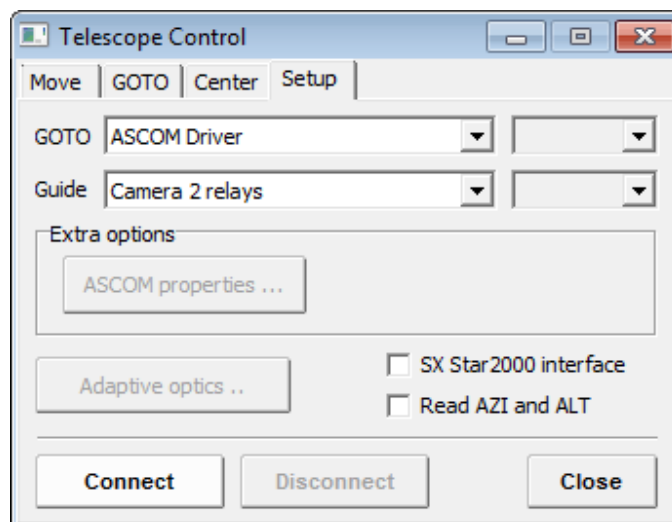 Telescope Control
Move GOTO Center Setup
GOTO ASCOM Driver
Guide Camera 2 relays
Extra options
ASCOM properties ...
SX Star2000 interface
Adaptive optics ..
Read AZI and ALT
Connect Disconnect Close